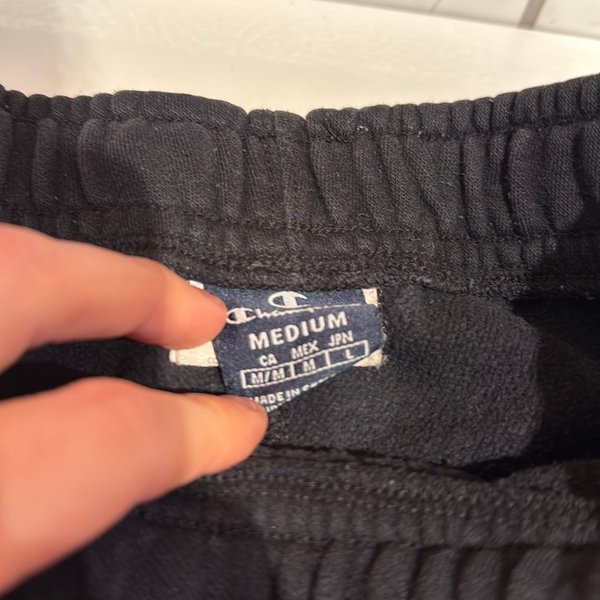 Champion
MEDIUM
CA MEX JPN
M/M M L
MADE IN